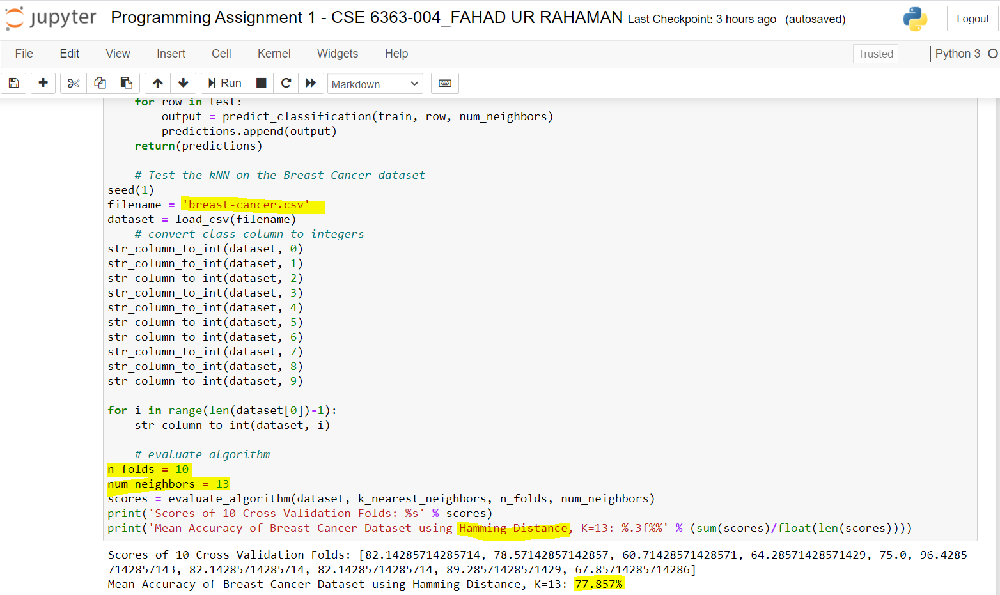 jupyter Programming Assignment 1 - CSE 6363-004_FAHAD UR RAHAMAN Last Checkpoint: 3 hours ago (autosaved) Logout
File Edit View Insert Cell Kernel Widgets Help Trusted Python 3
Run Markdown
for row in test:
output = predict_classification(train, row, num_neighbors)
predictions.append(output)
return(predictions)
# Test the kNN on the Breast Cancer dataset
seed(1)
filename = 'breast-cancer.csv'
dataset = load_csv(filename)
# convert class column to integers
str_column_to_int(dataset, 0)
str_column_to_int(dataset, 1)
str_column_to_int(dataset, 2)
str_column_to_int(dataset, 3)
str_column_to_int(dataset, 4)
str_column_to_int(dataset, 5)
str_column_to_int(dataset, 6)
str_column_to_int(dataset, 7)
str_column_to_int(dataset, 8)
str_column_to_int(dataset, 9)
for i in range(len(dataset[0])-1):
str_column_to_int(dataset, i)
# evaluate algorithm
n_folds = 10
num_neighbors = 13
scores = evaluate_algorithm(dataset, k_nearest_neighbors, n_folds, num_neighbors)
print('Scores of 10 Cross Validation Folds: %s' % scores)
print('Mean Accuracy of Breast Cancer Dataset using Hamming Distance, K=13: %.3f%%' % (sum(scores)/float(len(scores))))
Scores of 10 Cross Validation Folds: [82.14285714285714, 78.57142857142857, 60.71428571428571, 64.28571428571429, 75.0, 96.4285
7142857143, 82.14285714285714, 82.14285714285714, 89.28571428571429, 67.85714285714286]
Mean Accuracy of Breast Cancer Dataset using Hamming Distance, K=13: 77.857%